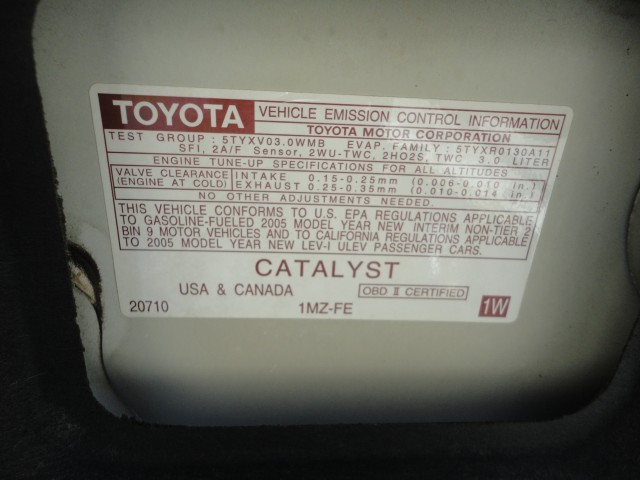 TOYOTA VEHICLE EMISSION CONTROL INFORMATION
TOYOTA MOTOR CORPORATION
TEST GROUP : 5TYXV03.0WMB EVAP. FAMILY : 5TYXR0130A11
SFI, 2A/F Sensor, 2WU-TWC, 2HO2S, TWC 3.0 LITER
ENGINE TUNE-UP SPECIFICATIONS FOR ALL ALTITUDES
VALVE CLEARANCE INTAKE 0.15-0.25mm (0.006-0.010 in.)
(ENGINE AT COLD) EXHAUST 0.25-0.35mm (0.010-0.014 in.)
NO OTHER ADJUSTMENTS NEEDED.
THIS VEHICLE CONFORMS TO U.S. EPA REGULATIONS APPLICABLE
TO GASOLINE-FUELED 2005 MODEL YEAR NEW INTERIM NON-TIER 2
BIN 9 MOTOR VEHICLES AND TO CALIFORNIA REGULATIONS APPLICABLE
TO 2005 MODEL YEAR NEW LEV-I ULEV PASSENGER CARS.
CATALYST
USA & CANADA OBD II CERTIFIED
20710 1MZ-FE 1W